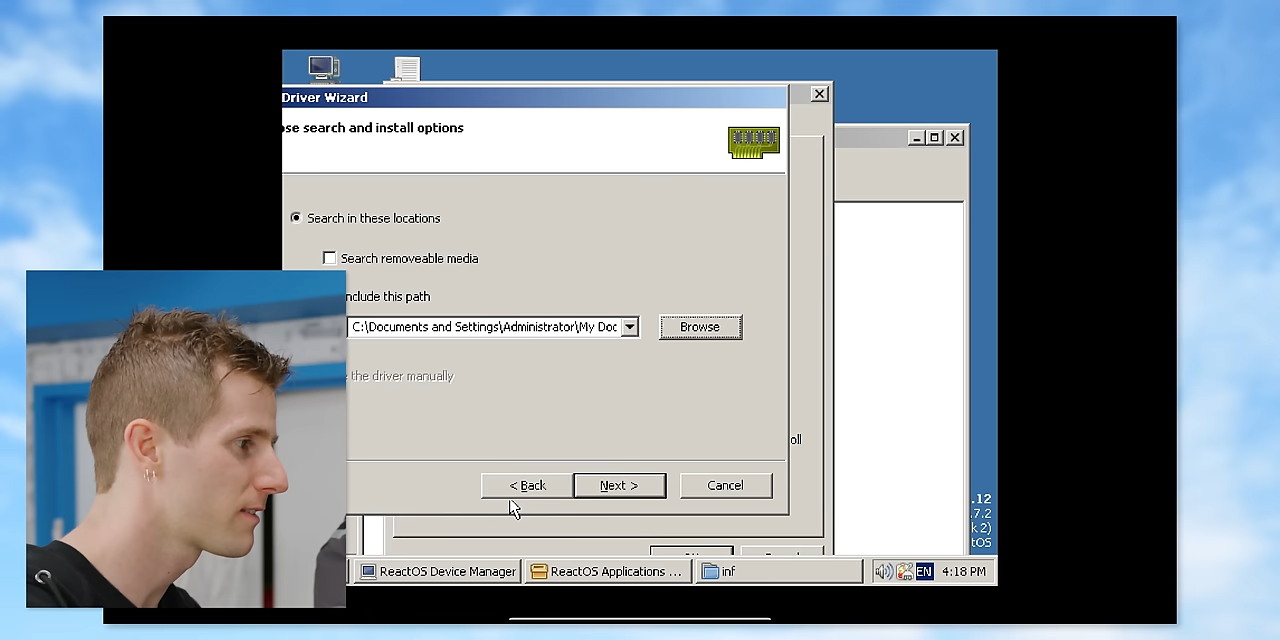 Driver Wizard
ose search and install options
Search in these locations
Search removeable media
nclude this path
C:\Documents and Settings\Administrator\My Doc
Browse
the driver manually
oll
< Back
Next >
Cancel
.12
.7.2
k 2)
tOS
ReactOS Device Manager
ReactOS Applications ...
inf
EN
4:18 PM